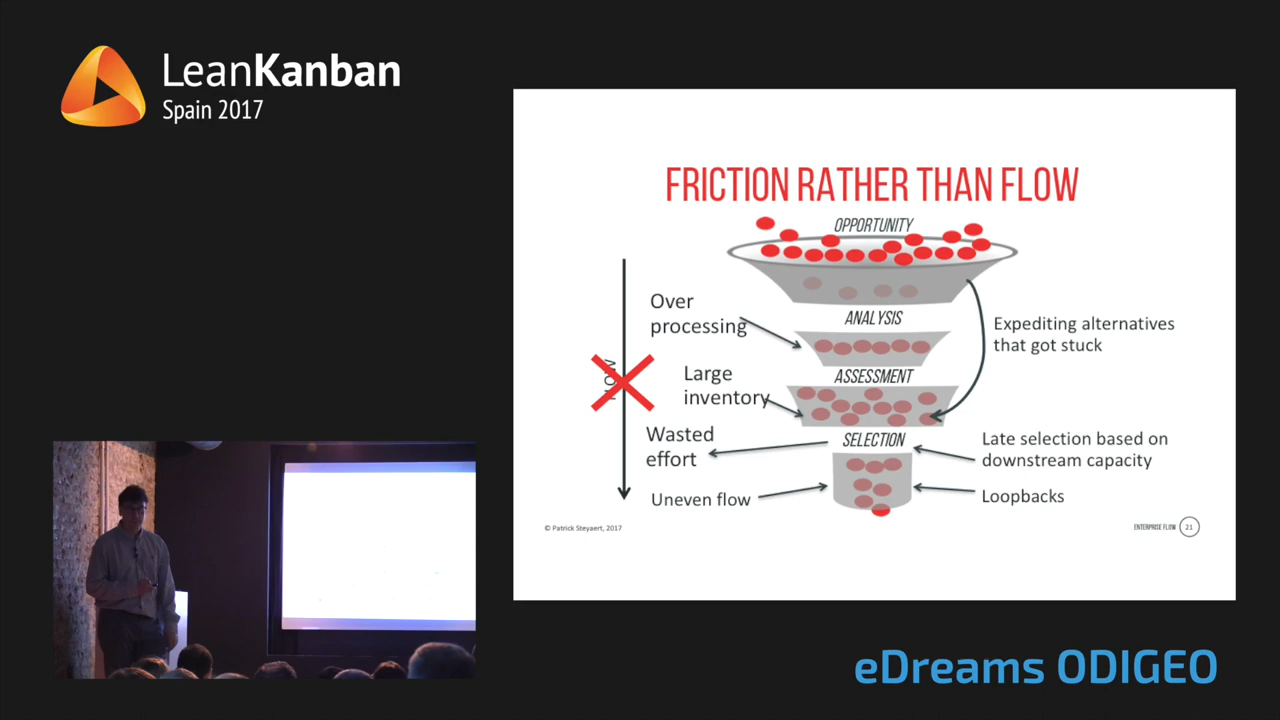 LeanKanban
Spain 2017
FRICTION RATHER THAN FLOW
OPPORTUNITY
Over
processing
ANALYSIS
Expediting alternatives
that got stuck
Large
inventory
ASSESSMENT
Wasted
effort
SELECTION
Late selection based on
downstream capacity
Uneven flow
Loopbacks
© Patrick Steyaert, 2017
ENTERPRISE FLOW 21
eDreams ODIGEO